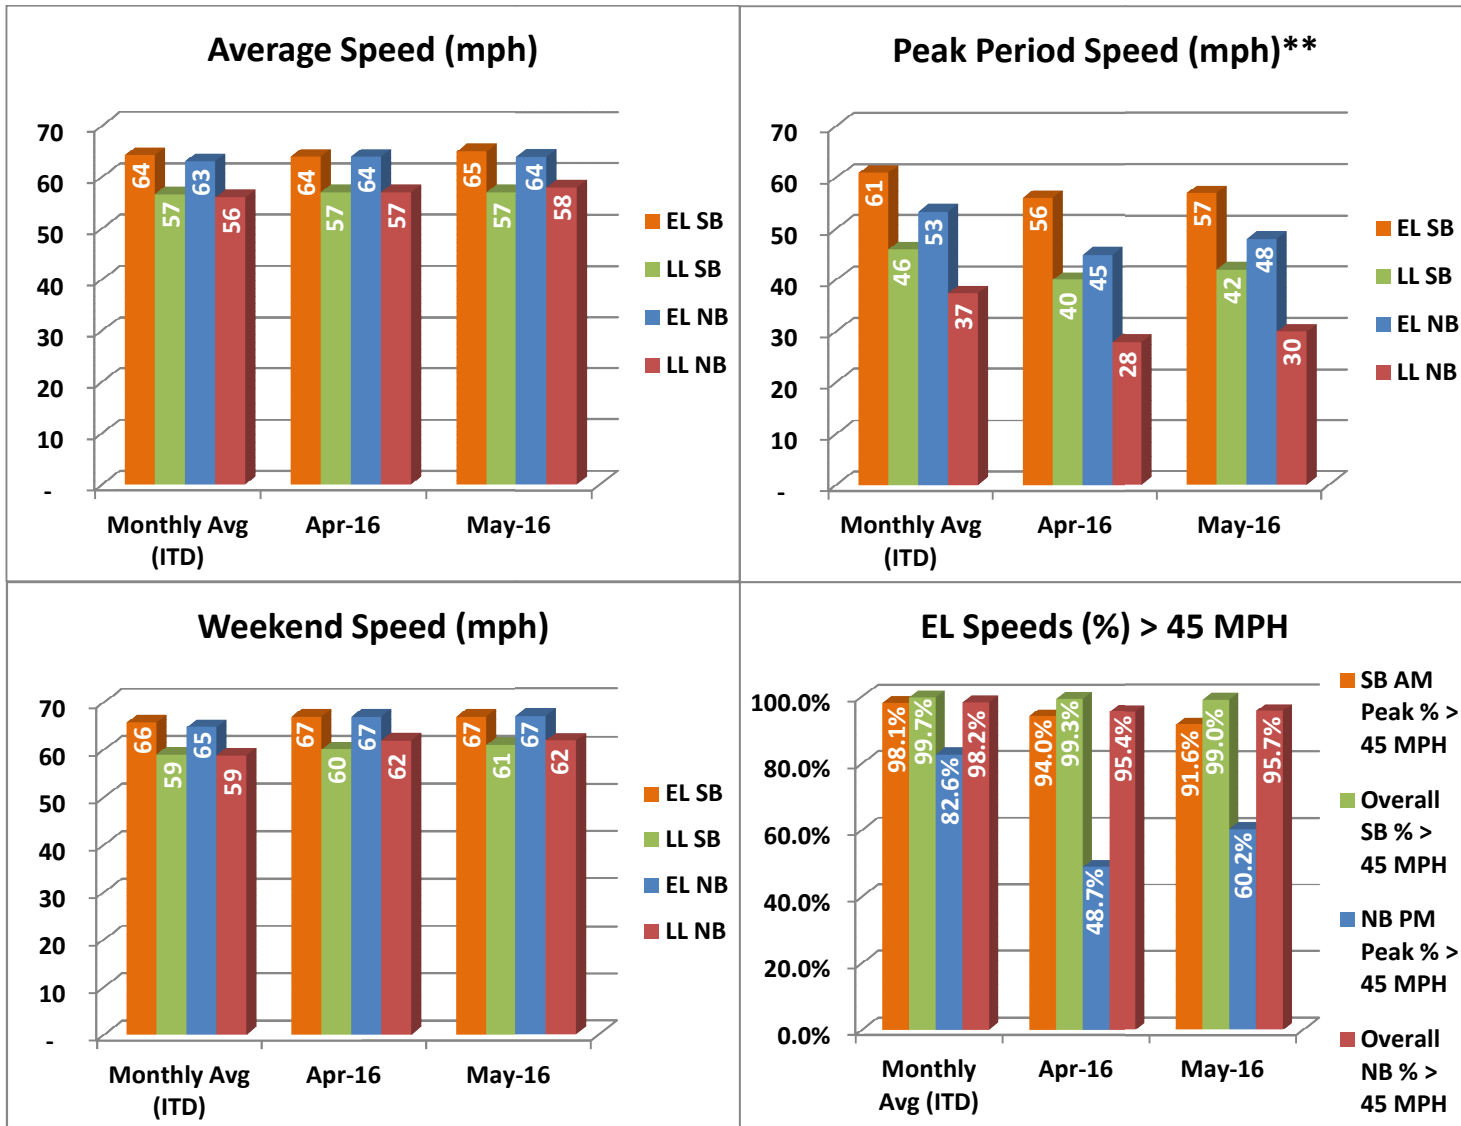 Average Speed (mph)
70
60
50
40
30
20
10
-
64
57
63
56
64
57
64
57
65
57
64
58
Monthly Avg
(ITD)
Apr-16
May-16
EL SB
LL SB
EL NB
LL NB
Peak Period Speed (mph)**
70
60
50
40
30
20
10
-
61
46
53
37
56
40
45
28
57
42
48
30
Monthly Avg
(ITD)
Apr-16
May-16
EL SB
LL SB
EL NB
LL NB
Weekend Speed (mph)
70
60
50
40
30
20
10
-
66
59
65
59
67
60
67
62
67
61
67
62
Monthly Avg
(ITD)
Apr-16
May-16
EL SB
LL SB
EL NB
LL NB
EL Speeds (%) > 45 MPH
100.0%
80.0%
60.0%
40.0%
20.0%
0.0%
98.1%
99.7%
82.6%
98.2%
94.0%
99.3%
48.7%
95.4%
91.6%
99.0%
60.2%
95.7%
Monthly
Avg (ITD)
Apr-16
May-16
SB AM
Peak % >
45 MPH
Overall
SB % >
45 MPH
NB PM
Peak % >
45 MPH
Overall
NB % >
45 MPH